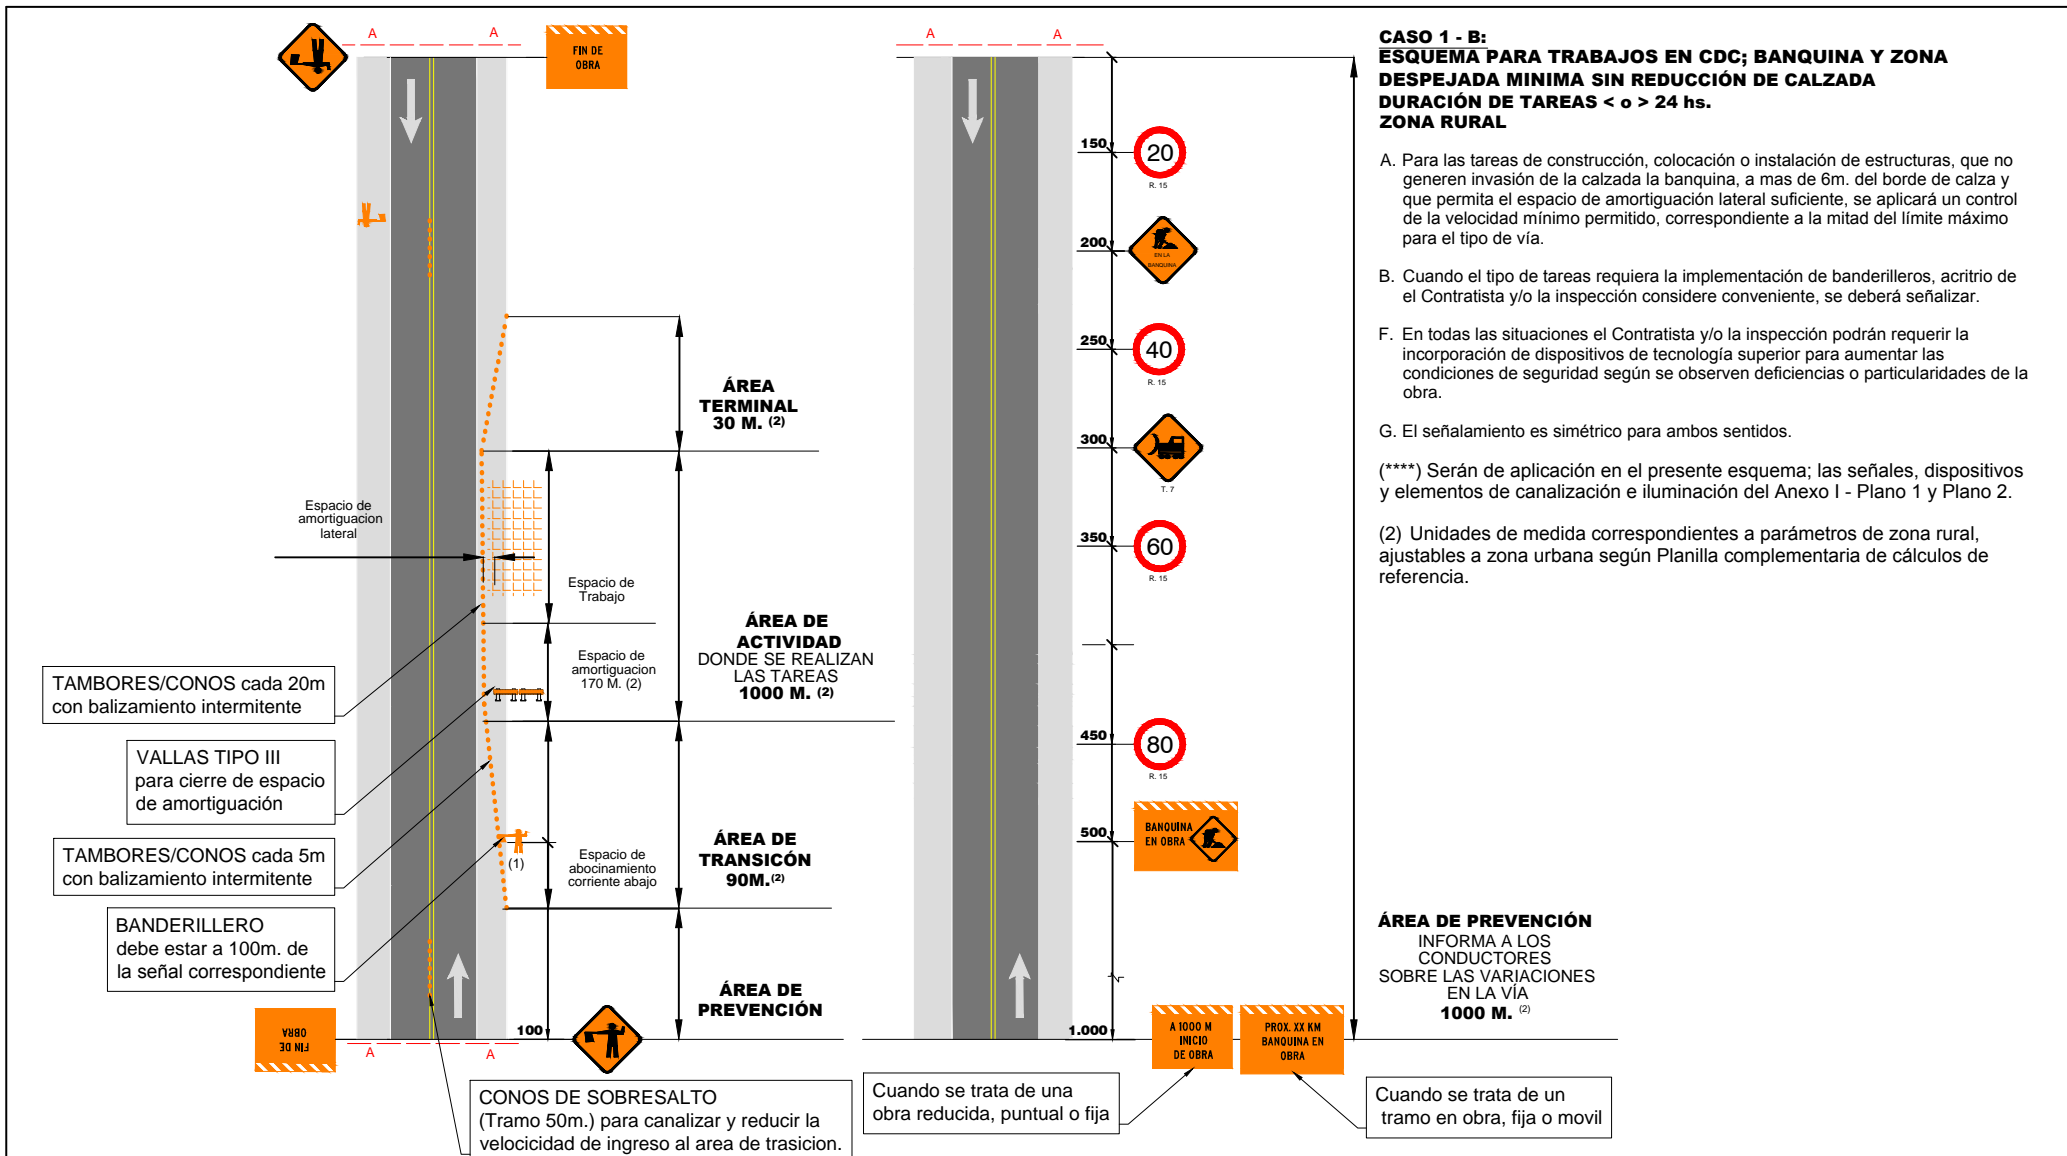 A
A
FIN DE
OBRA
Espacio de
amortiguacion
lateral
ÁREA
TERMINAL
30 M. (2)
Espacio de
Trabajo
Espacio de
amortiguacion
170 M. (2)
ÁREA DE
ACTIVIDAD
DONDE SE REALIZAN
LAS TAREAS
1000 M. (2)
TAMBORES/CONOS cada 20m
con balizamiento intermitente
VALLAS TIPO III
para cierre de espacio
de amortiguación
TAMBORES/CONOS cada 5m
con balizamiento intermitente
BANDERILLERO
debe estar a 100m. de
la señal correspondiente
(1)
Espacio de
abocinamiento
corriente abajo
ÁREA DE
TRANSICÓN
90M.(2)
ÁREA DE
PREVENCIÓN
FIN DE
OBRA
100
A
A
CONOS DE SOBRESALTO
(Tramo 50m.) para canalizar y reducir la
velocicidad de ingreso al area de trasicion.
A
A
150
20
R. 15
200
EN LA
BANQUINA
250
40
R. 15
300
T. 7
350
60
R. 15
450
80
R. 15
500
BANQUINA
EN OBRA
1.000
A 1000 M
INICIO
DE OBRA
PROX. XX KM
BANQUINA EN
OBRA
Cuando se trata de una
obra reducida, puntual o fija
Cuando se trata de un
tramo en obra, fija o movil
ÁREA DE PREVENCIÓN
INFORMA A LOS
CONDUCTORES
SOBRE LAS VARIACIONES
EN LA VÍA
1000 M. (2)
CASO 1 - B:
ESQUEMA PARA TRABAJOS EN CDC; BANQUINA Y ZONA
DESPEJADA MINIMA SIN REDUCCIÓN DE CALZADA
DURACIÓN DE TAREAS < o > 24 hs.
ZONA RURAL
A. Para las tareas de construcción, colocación o instalación de estructuras, que no
generen invasión de la calzada la banquina, a mas de 6m. del borde de calza y
que permita el espacio de amortiguación lateral suficiente, se aplicará un control
de la velocidad mínimo permitido, correspondiente a la mitad del límite máximo
para el tipo de vía.
B. Cuando el tipo de tareas requiera la implementación de banderilleros, acritrio de
el Contratista y/o la inspección considere conveniente, se deberá señalizar.
F. En todas las situaciones el Contratista y/o la inspección podrán requerir la
incorporación de dispositivos de tecnología superior para aumentar las
condiciones de seguridad según se observen deficiencias o particularidades de la
obra.
G. El señalamiento es simétrico para ambos sentidos.
(****) Serán de aplicación en el presente esquema; las señales, dispositivos
y elementos de canalización e iluminación del Anexo I - Plano 1 y Plano 2.
(2) Unidades de medida correspondientes a parámetros de zona rural,
ajustables a zona urbana según Planilla complementaria de cálculos de
referencia.